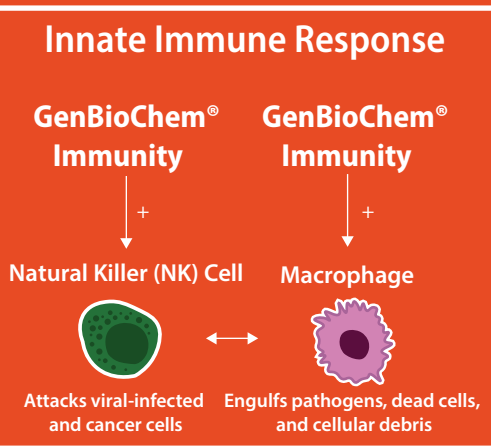 Innate Immune Response
GenBioChem® GenBioChem®
Immunity Immunity
+ +
Natural Killer (NK) Cell Macrophage
Attacks viral-infected Engulfs pathogens, dead cells,
and cancer cells and cellular debris